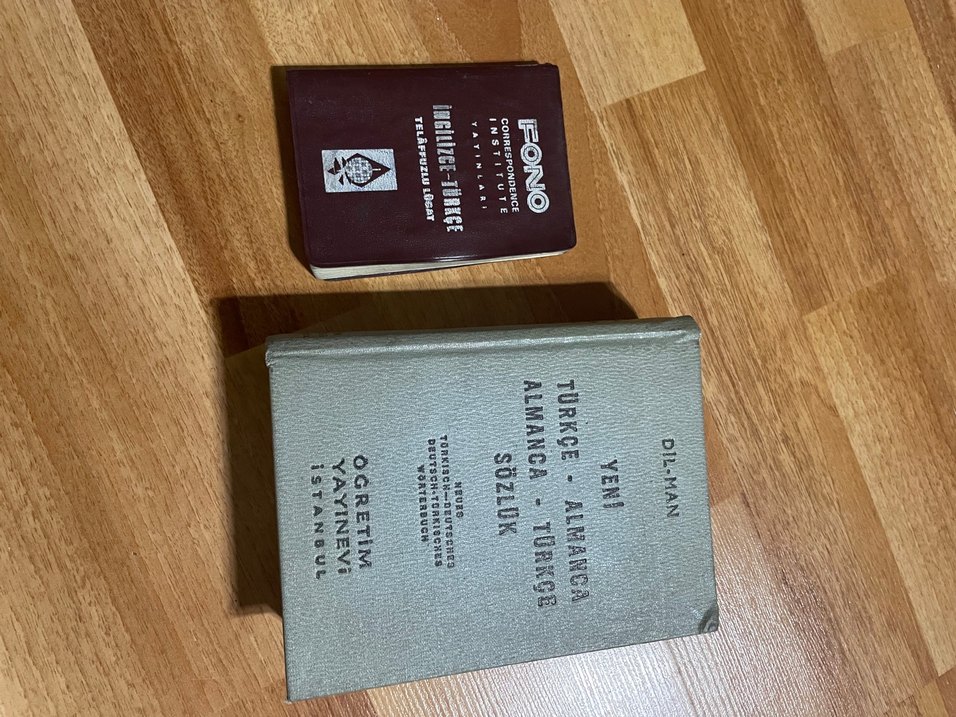 FONO
CORRESPONDENCE
INSTITUTE
YAYINLARI
İNGİLİZCE-TÜRKÇE
TELÂFFUZLU LÛGAT
DİL-MAN
YENİ
TÜRKÇE - ALMANCA
ALMANCA - TÜRKÇE
SÖZLÜK
NEUES
TÜRKISCH-DEUTSCHES
DEUTSCH-TÜRKISCHES
WÖRTERBUCH
ÖĞRETİM
YAYINEVİ
İSTANBUL